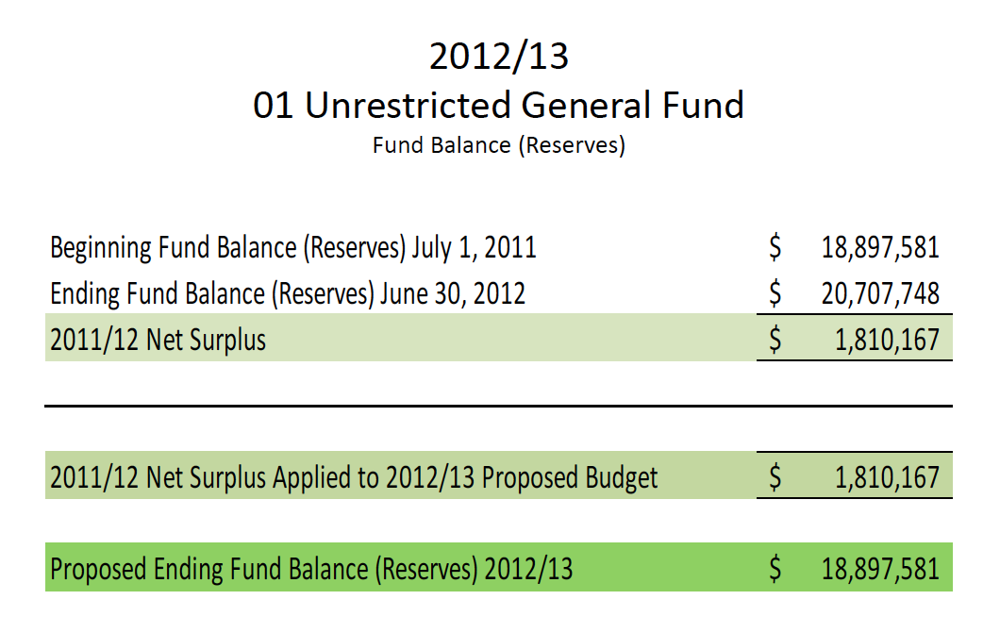 2012/13
01 Unrestricted General Fund
Fund Balance (Reserves)
Beginning Fund Balance (Reserves) July 1, 2011 $ 18,897,581
Ending Fund Balance (Reserves) June 30, 2012 $ 20,707,748
2011/12 Net Surplus $ 1,810,167
2011/12 Net Surplus Applied to 2012/13 Proposed Budget $ 1,810,167
Proposed Ending Fund Balance (Reserves) 2012/13 $ 18,897,581